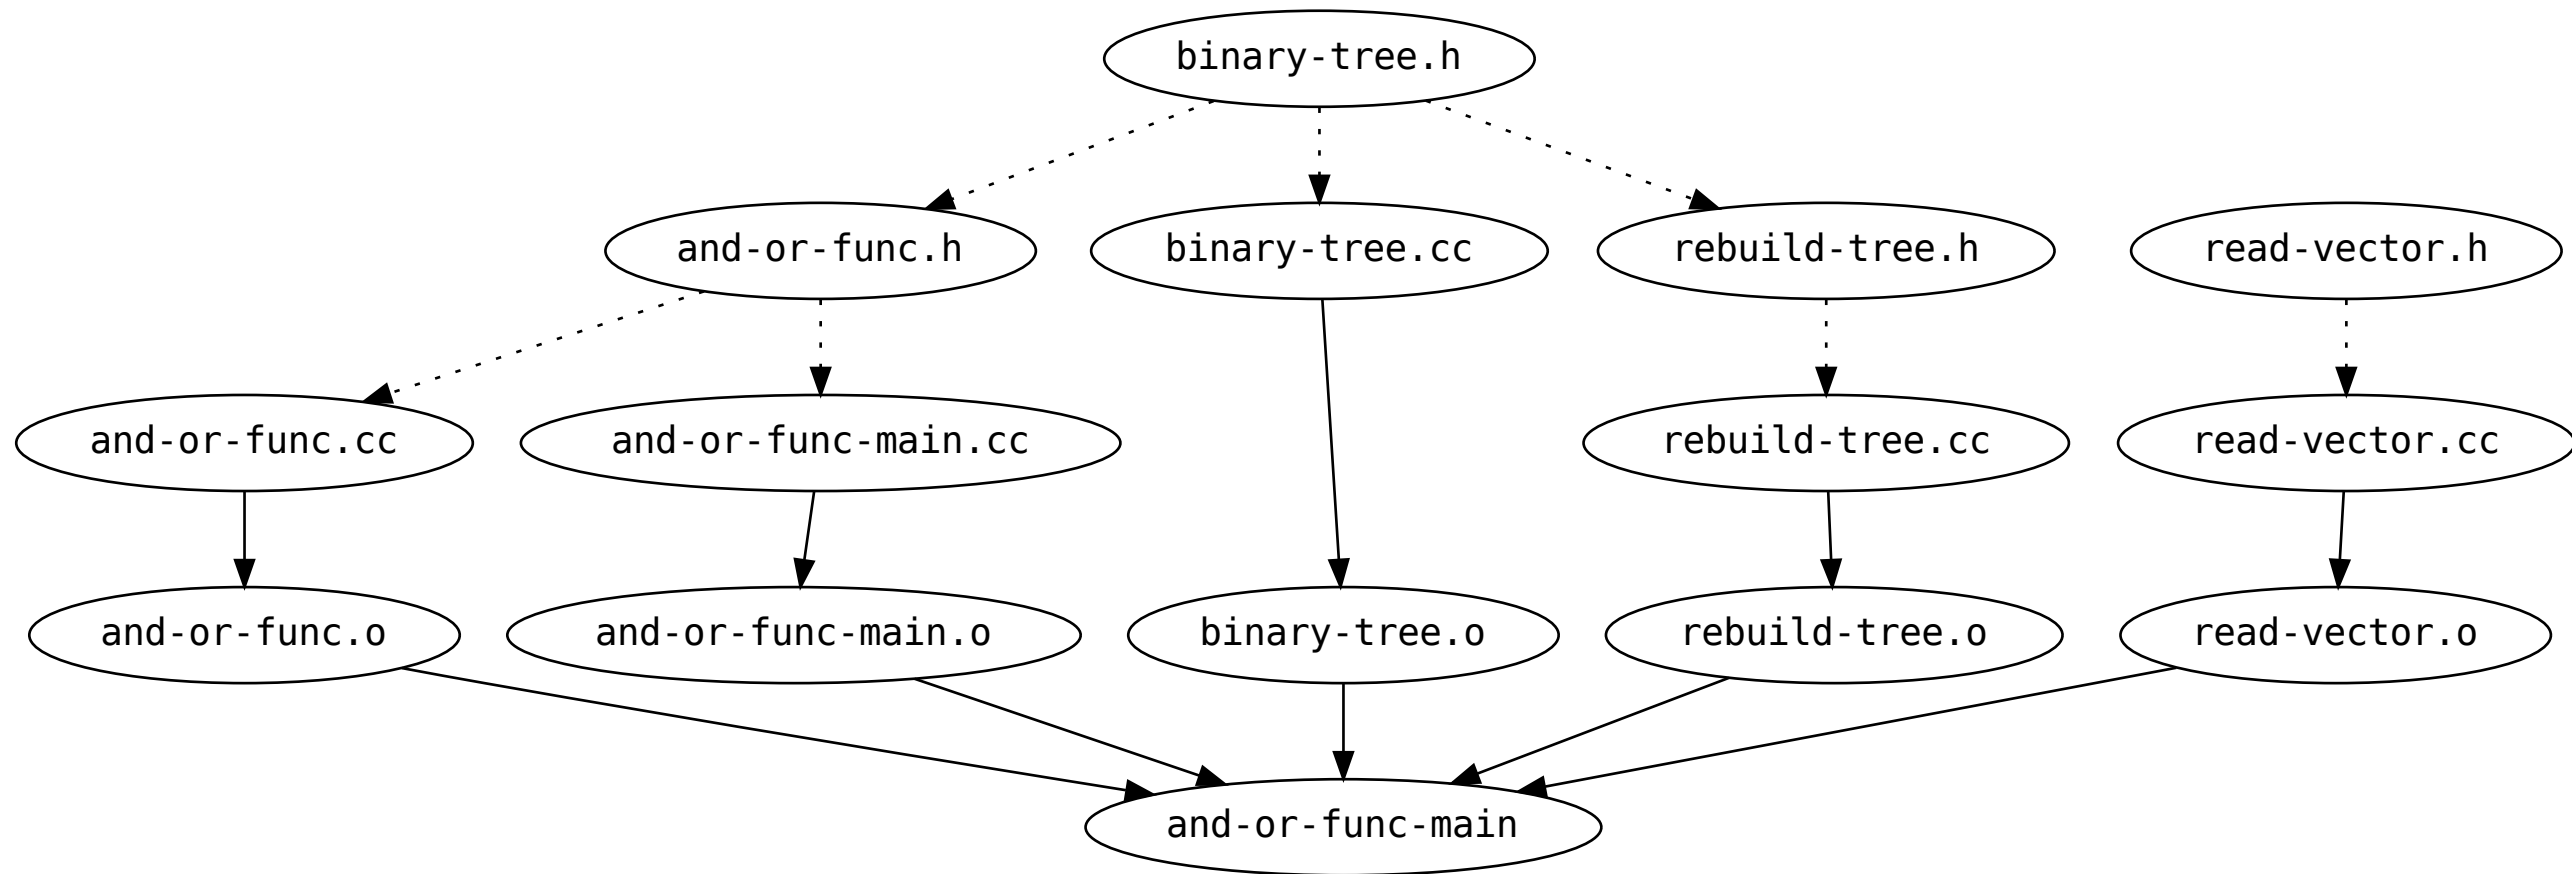 binary-tree.h
and-or-func.h
binary-tree.cc
rebuild-tree.h
read-vector.h
and-or-func.cc
and-or-func-main.cc
rebuild-tree.cc
read-vector.cc
and-or-func.o
and-or-func-main.o
binary-tree.o
rebuild-tree.o
read-vector.o
and-or-func-main